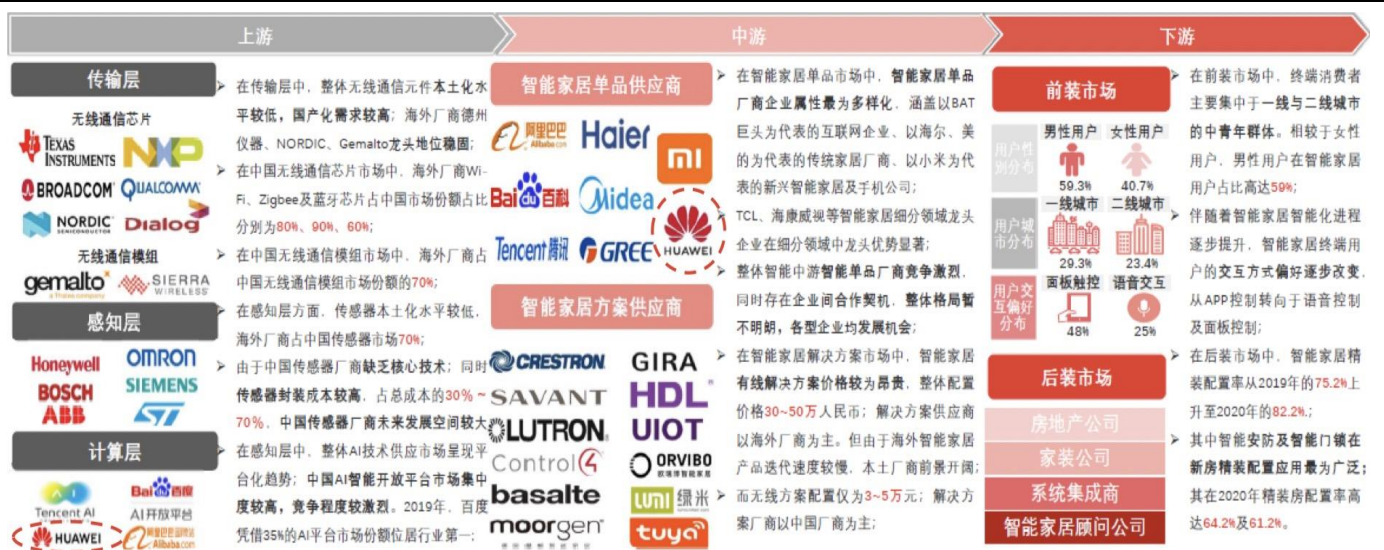 上游
中游
下游
传输层
无线通信芯片
TEXAS
INSTRUMENTS
NXP
BROADCOM
QUALCOMM
NORDIC
SEMICONDUCTOR
Dialog
无线通信模组
gemalto
a Thales company
SIERRA
WIRELESS
感知层
Honeywell
OMRON
BOSCH
SIEMENS
ABB
ST
计算层
Tencent AI
Bai du 百度
AI开放平台
HUAWEI
Alibaba.com
在传输层中，整体无线通信元件本土化水
平较低，国产化需求较高；海外厂商德州
仪器、NORDIC、Gemalto龙头地位稳固；
在中国无线通信芯片市场中，海外厂商Wi-
Fi、Zigbee及蓝牙芯片占中国市场份额占比
分别为80%、90%、60%；
在中国无线通信模组市场中，海外厂商占
中国无线通信模组市场份额的70%；
在感知层方面，传感器本土化水平较低，
海外厂商占中国传感器市场70%；
由于中国传感器厂商缺乏核心技术；同时
传感器封装成本较高，占总成本的30%~
70%，中国传感器厂商未来发展空间较大
在感知层中，整体AI技术供应市场呈现平
台化趋势；中国AI智能开放平台市场集中
度较高，竞争程度较激烈。2019年，百度
凭借35%的AI平台市场份额位居行业第一；
智能家居单品供应商
阿里巴巴
Alibaba.com
Haier
mi
Bai du 百科
Midea
HUAWEI
Tencent 腾讯
GREE
智能家居方案供应商
CRESTRON
GIRA
SAVANT
HDL
LUTRON
UIOT
Control4
ORVIBO
欧瑞博智能家居
basalte
LUMI 绿米
moorgen
tuya
在智能家居单品市场中，智能家居单品
厂商企业属性最为多样化，涵盖以BAT
巨头为代表的互联网企业、以海尔、美
的为代表的传统家居厂商、以小米为代
表的新兴智能家居及手机公司；
TCL、海康威视等智能家居细分领域龙头
企业在细分领域中龙头优势显著；
整体智能中游智能单品厂商竞争激烈，
同时存在企业间合作契机，整体格局暂
不明朗，各型企业均发展机会；
在智能家居解决方案市场中，智能家居
有线解决方案价格较为昂贵，整体配置
价格30~50万人民币；解决方案供应商
以海外厂商为主。但由于海外智能家居
产品迭代速度较慢，本土厂商前景开阔；
而无线方案配置仅为3~5万元；解决方
案厂商以中国厂商为主；
前装市场
用户性
别分布
男性用户 女性用户
59.3% 40.7%
用户城
市分布
一线城市 二线城市
29.3% 23.4%
用户交
互偏好
分布
面板触控 语音交互
48% 25%
后装市场
房地产公司
家装公司
系统集成商
智能家居顾问公司
在前装市场中，终端消费者
主要集中于一线与二线城市
的中青年群体。相较于女性
用户，男性用户在智能家居
用户占比高达59%；
伴随着智能家居智能化进程
逐步提升，智能家居终端用
户的交互方式偏好逐步改变，
从APP控制转向于语音控制
及面板控制；
在后装市场中，智能家居精
装配置率从2019年的75.2%上
升至2020年的82.2%.；
其中智能安防及智能门锁在
新房精装配置应用最为广泛；
其在2020年精装房配置率高
达64.2%及61.2%。